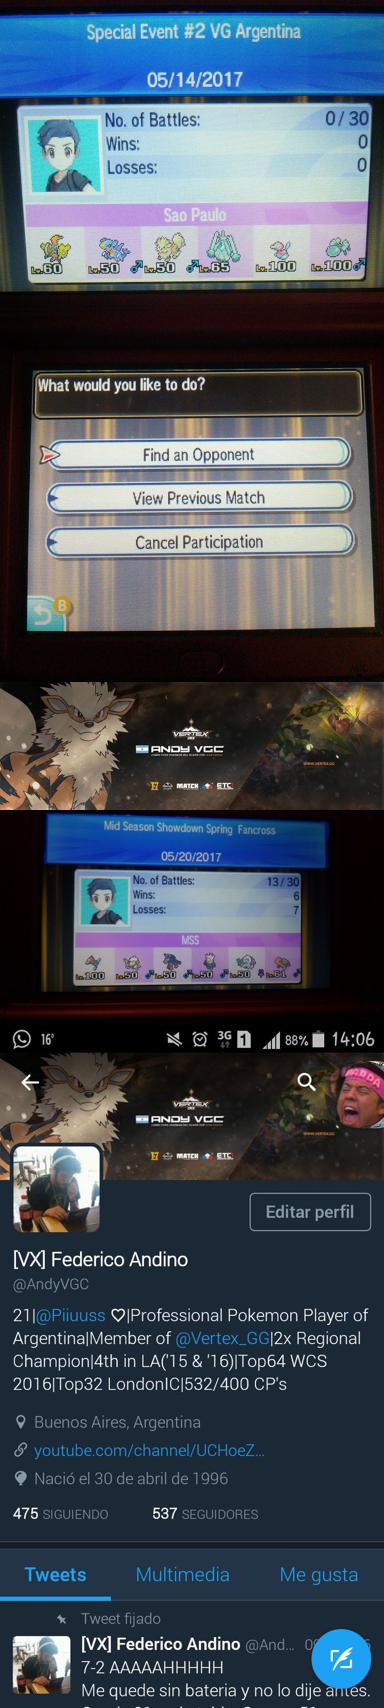 Special Event #2 VG Argentina
05/14/2017
No. of Battles: 0/30
Wins: 0
Losses: 0
Sao Paulo
Lv.60 Lv.50 Lv.50 Lv.65 Lv.100 Lv.100
What would you like to do?
Find an Opponent
View Previous Match
Cancel Participation
B
VERTEX
ANDY VGC
MATCH ETC
Mid Season Showdown Spring Fancross
05/20/2017
No. of Battles: 13/30
Wins: 6
Losses: 7
MSS
Lv.100 Lv.50 Lv.50 Lv.50 Lv.50 Lv.61
16° 3G 1 88% 14:06
VERTEX
ANDY VGC
MATCH ETC
Editar perfil
[VX] Federico Andino
@AndyVGC
21|@Piiuuss ♡|Professional Pokemon Player of
Argentina|Member of @Vertex_GG|2x Regional
Champion|4th in LA('15 & '16)|Top64 WCS
2016|Top32 LondonIC|532/400 CP's
Buenos Aires, Argentina
youtube.com/channel/UCHoeZ...
Nació el 30 de abril de 1996
475 SIGUIENDO 537 SEGUIDORES
Tweets Multimedia Me gusta
Tweet fijado
[VX] Federico Andino @And...
7-2 AAAAAHHHHH
Me quede sin bateria y no lo dije antes.